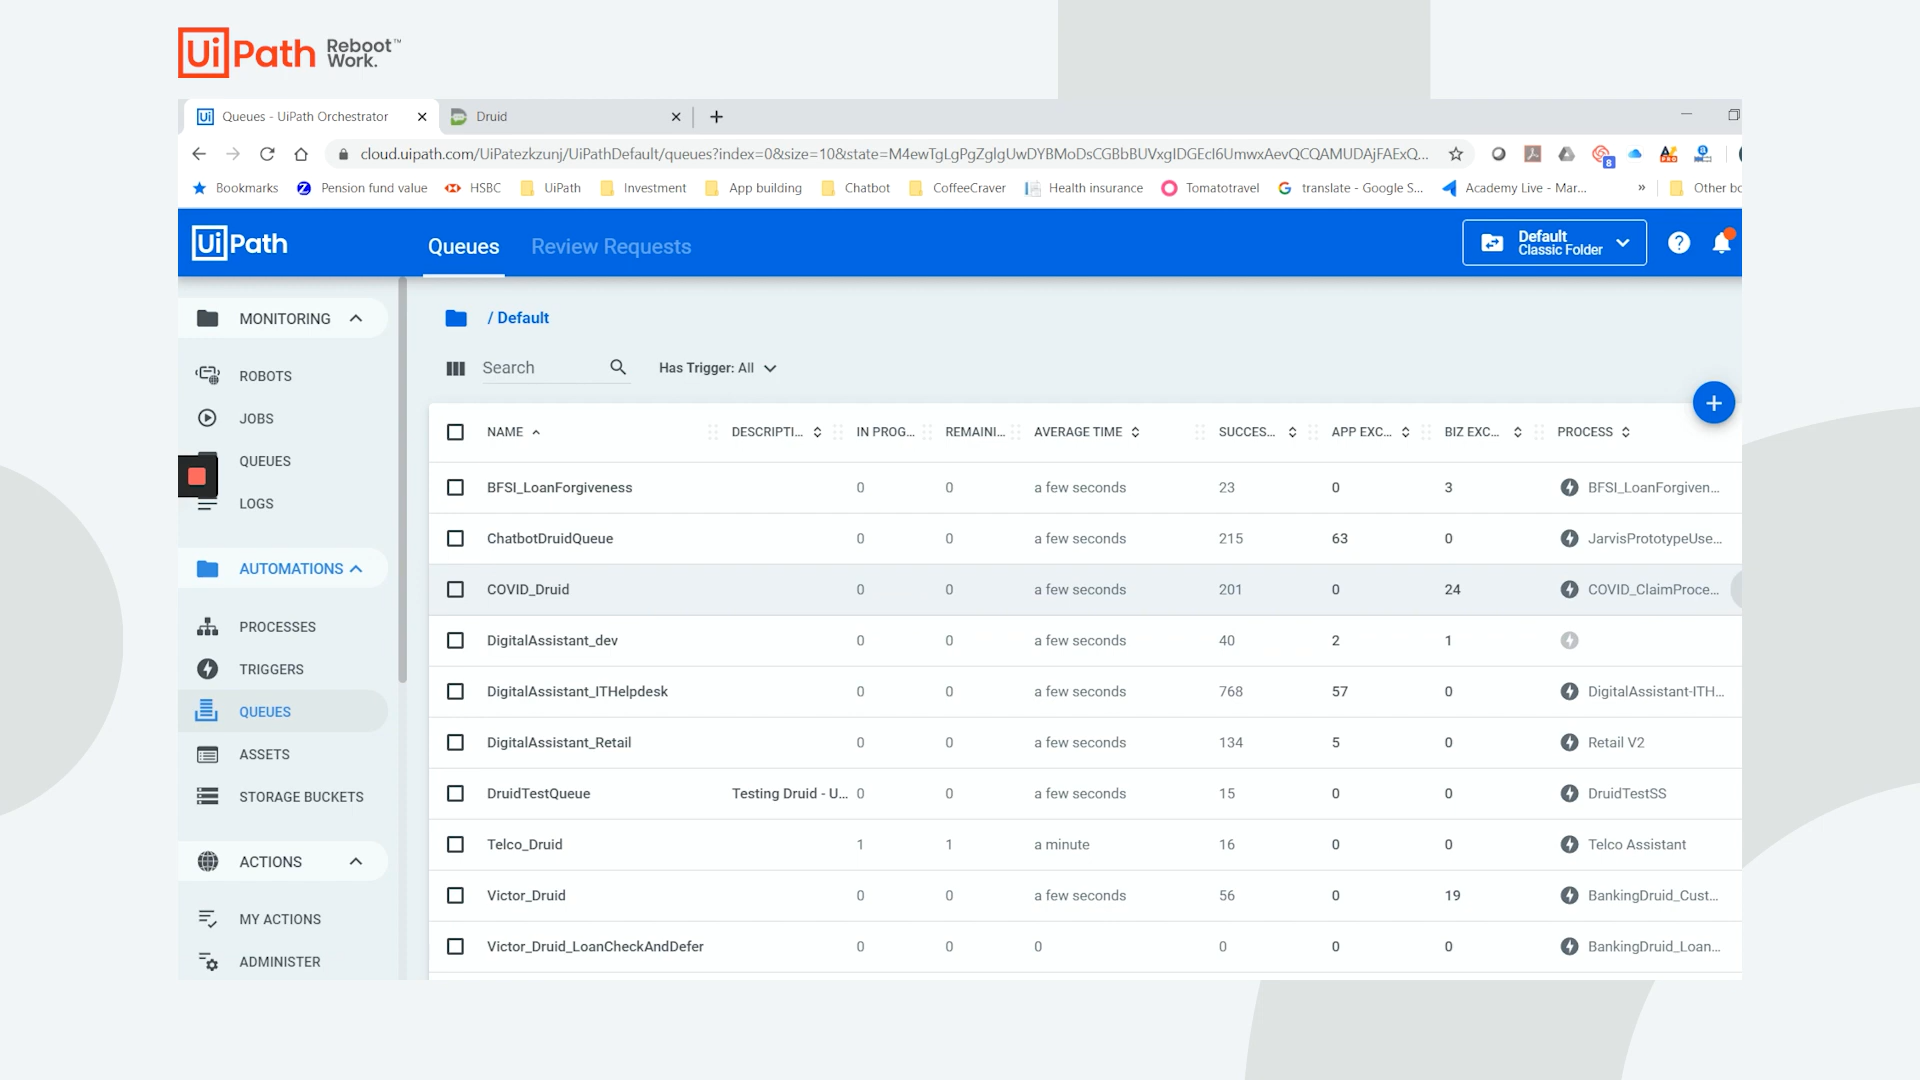 UiPath Reboot Work.™
Queues - UiPath Orchestrator
Druid
cloud.uipath.com/UiPatezkzunj/UiPathDefault/queues?index=0&size=10&state=M4ewTgLgPgZglgUwDYBMoDsCGBbBUVxgIDGEcI6UmwxAevQCQAMUDAjFAExQ...
8
Bookmarks Pension fund value HSBC UiPath Investment App building Chatbot CoffeeCraver Health insurance Tomatotravel translate - Google S... Academy Live - Mar... » Other bo
UiPath
Queues Review Requests
Default
Classic Folder
MONITORING
ROBOTS
JOBS
QUEUES
LOGS
AUTOMATIONS
PROCESSES
TRIGGERS
QUEUES
ASSETS
STORAGE BUCKETS
ACTIONS
MY ACTIONS
ADMINISTER
/ Default
Search Has Trigger: All
NAME DESCRIPTI... IN PROG... REMAINI... AVERAGE TIME SUCCES... APP EXC... BIZ EXC... PROCESS
BFSI_LoanForgiveness 0 0 a few seconds 23 0 3 BFSI_LoanForgiven...
ChatbotDruidQueue 0 0 a few seconds 215 63 0 JarvisPrototypeUse...
COVID_Druid 0 0 a few seconds 201 0 24 COVID_ClaimProce...
DigitalAssistant_dev 0 0 a few seconds 40 2 1
DigitalAssistant_ITHelpdesk 0 0 a few seconds 768 57 0 DigitalAssistant-ITH...
DigitalAssistant_Retail 0 0 a few seconds 134 5 0 Retail V2
DruidTestQueue Testing Druid - U... 0 0 a few seconds 15 0 0 DruidTestSS
Telco_Druid 1 1 a minute 16 0 0 Telco Assistant
Victor_Druid 0 0 a few seconds 56 0 19 BankingDruid_Cust...
Victor_Druid_LoanCheckAndDefer 0 0 0 0 0 0 BankingDruid_Loan...